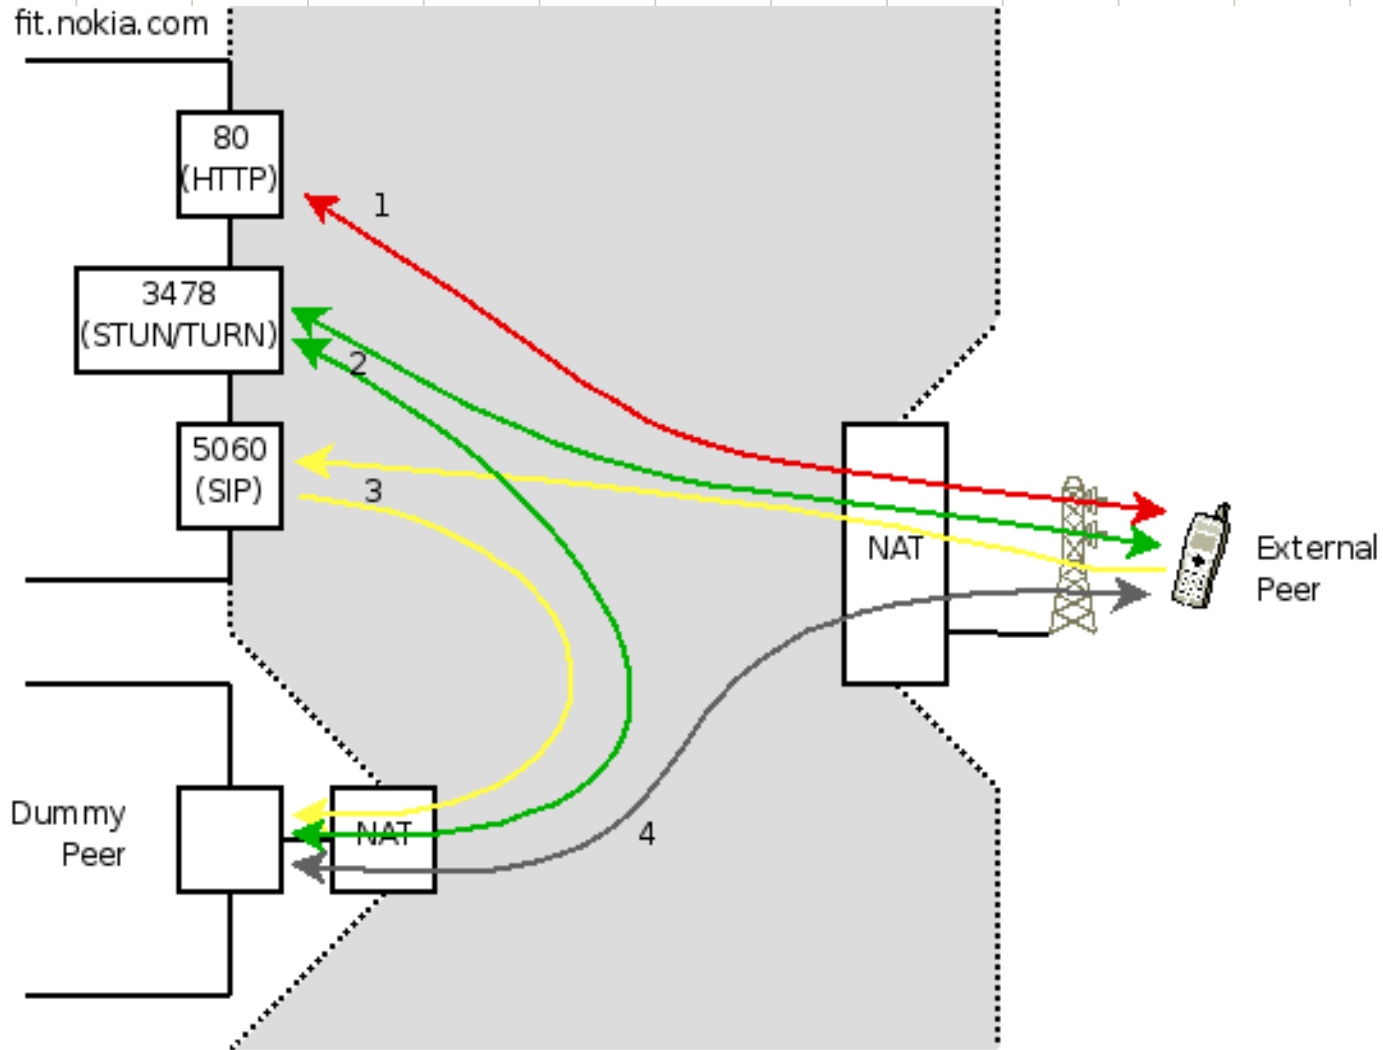 fit.nokia.com
80
(HTTP)
1
3478
(STUN/TURN)
2
5060
(SIP)
3
NAT
External
Peer
Dummy
Peer
NAT
4